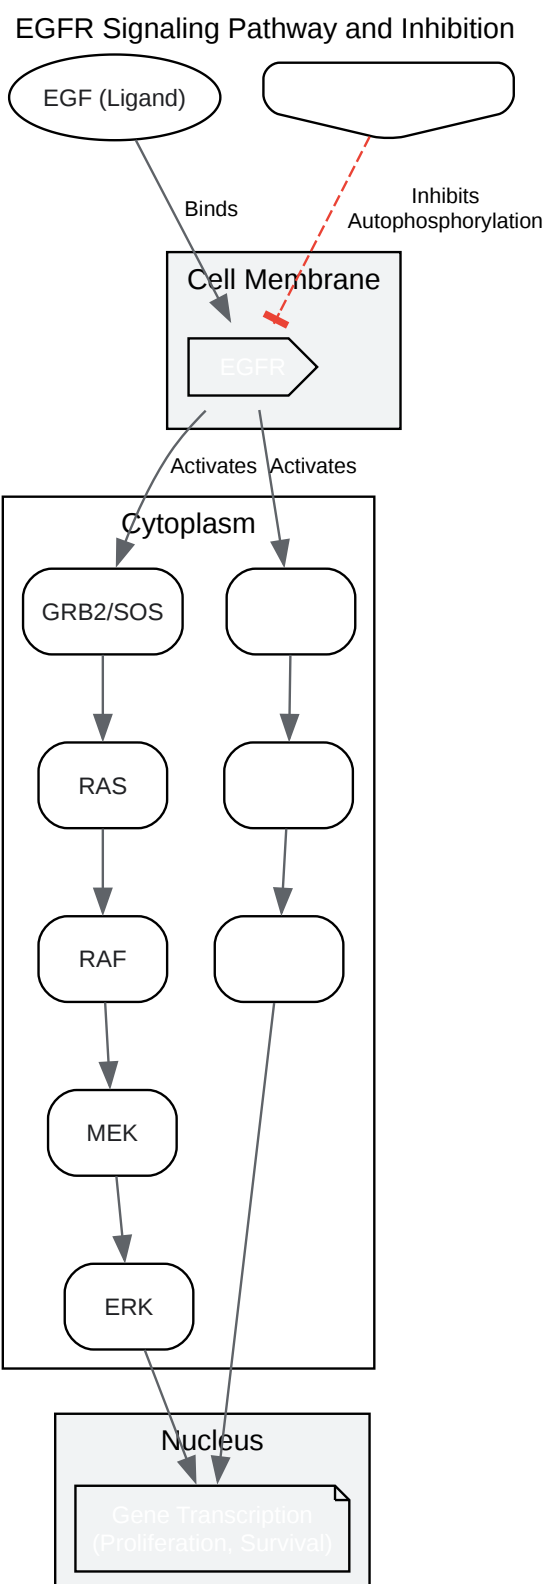 EGFR Signaling Pathway and Inhibition
EGF (Ligand)
Binds
Inhibits
Autophosphorylation
Cell Membrane
EGFR
Activates
Activates
Cytoplasm
GRB2/SOS
RAS
RAF
MEK
ERK
Nucleus
Gene Transcription
(Proliferation, Survival)